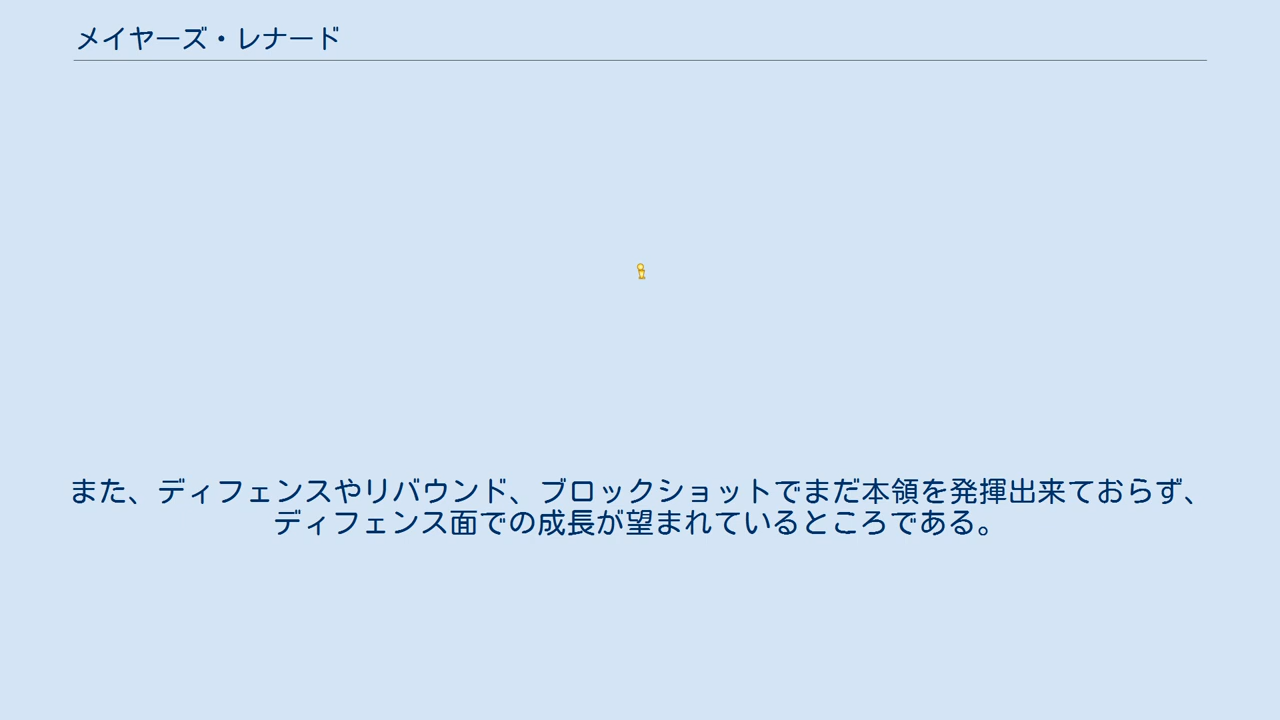 メイヤーズ・レナード
また、ディフェンスやリバウンド、ブロックショットでまだ本領を発揮出来ておらず、
ディフェンス面での成長が望まれているところである。